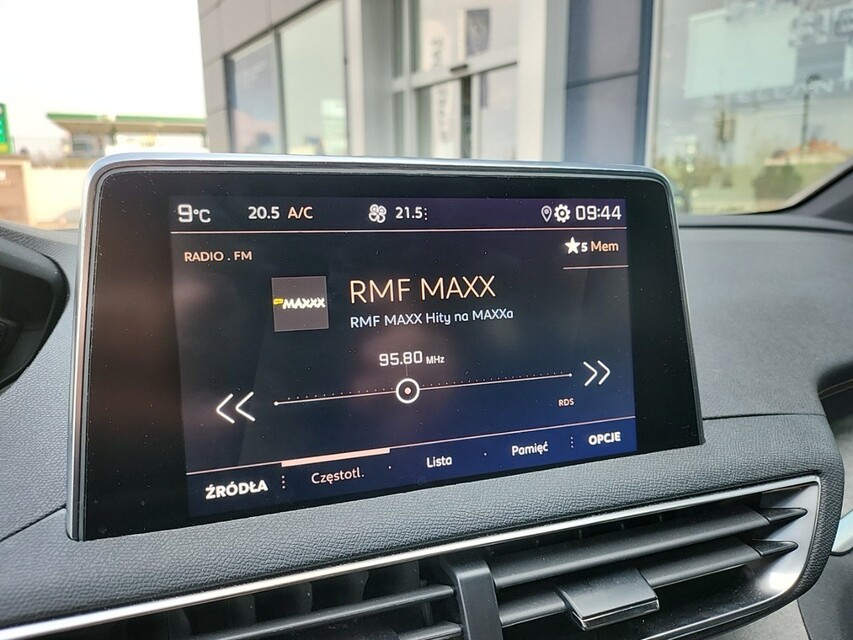 9°C 20.5 A/C 21.5 09:44
RADIO . FM
5 Mem
MAXXX
RMF MAXX
RMF MAXX Hity na MAXXa
95.80 MHz
RDS
ŹRÓDŁA Częstotl. Lista Pamięć OPCJE